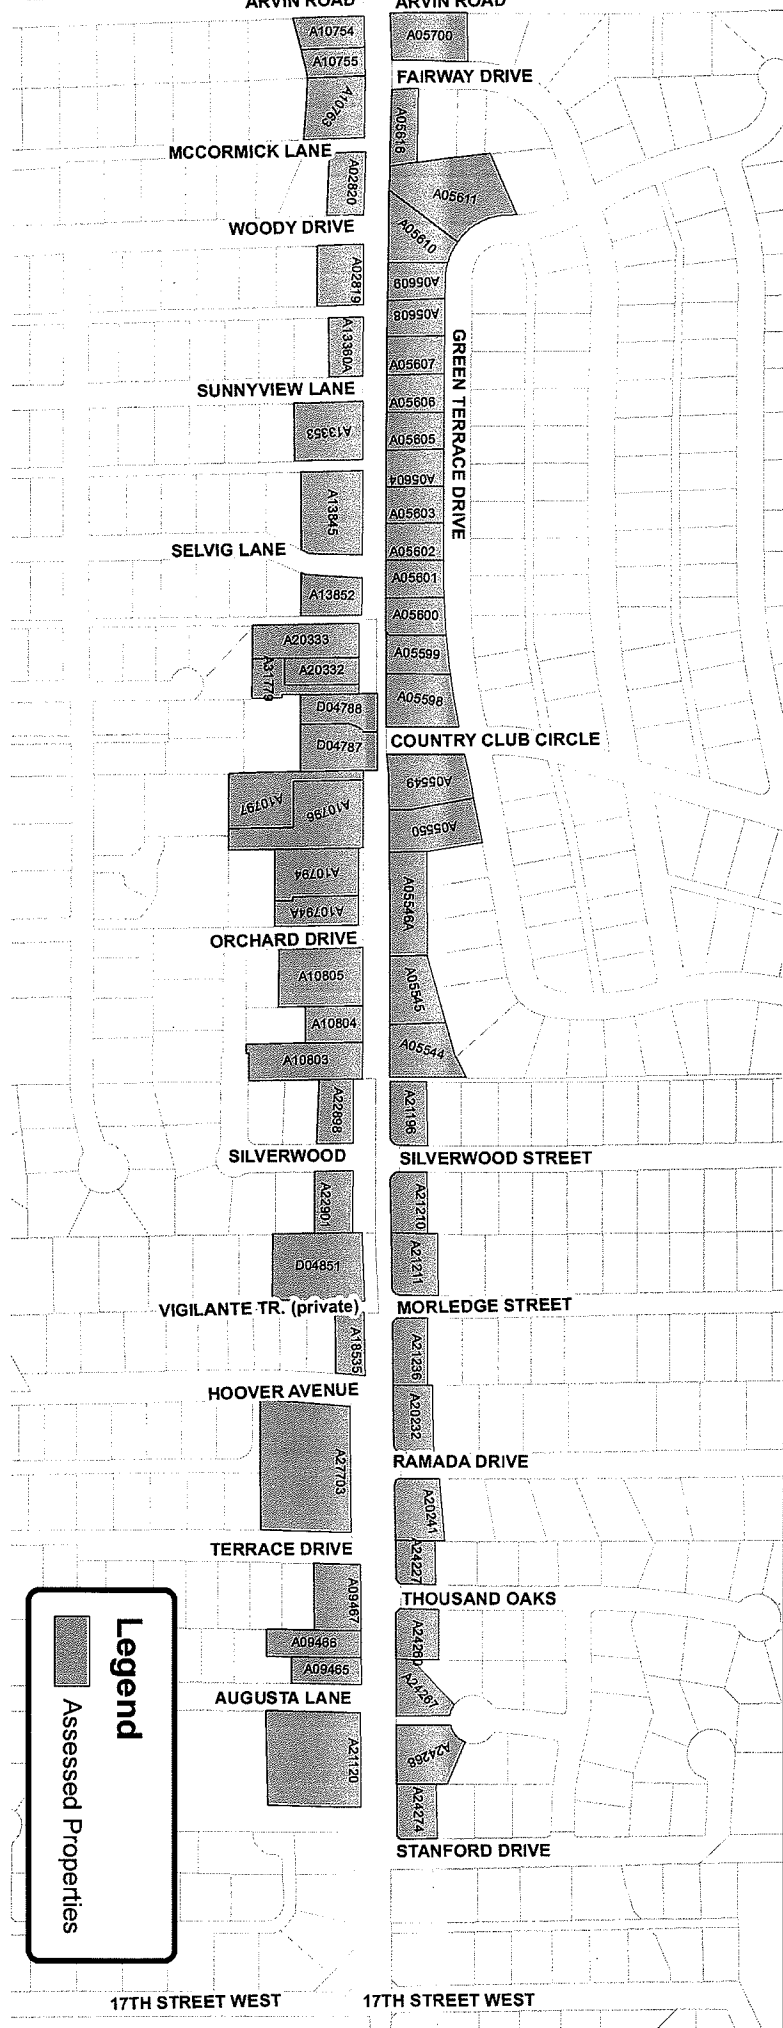 ARVIN ROAD
ARVIN ROAD
A10754
A05700
A10755
FAIRWAY DRIVE
A10763
A05616
MCCORMICK LANE
A02820
A05611
WOODY DRIVE
A05610
A02819
A05609
A05608
A13360A
GREEN TERRACE DRIVE
A05607
SUNNYVIEW LANE
A05606
A13353
A05605
A05604
A13845
A05603
SELVIG LANE
A05602
A05601
A13852
A05600
A20333
A05599
A31779
A20332
A05598
D04788
D04787
COUNTRY CLUB CIRCLE
A05549
A10797
A10796
A05550
A10794
A05546A
A10794A
ORCHARD DRIVE
A10805
A05545
A10804
A05544
A10803
A22898
A21196
SILVERWOOD
SILVERWOOD STREET
A22901
A21210
D04851
A21211
VIGILANTE TR. (private)
MORLEDGE STREET
A18535
A21236
HOOVER AVENUE
A20232
A27703
RAMADA DRIVE
A20241
TERRACE DRIVE
A24227
A09467
THOUSAND OAKS
A24260
A09466
A09465
A24267
AUGUSTA LANE
A21120
A24268
A24274
STANFORD DRIVE
Legend
Assessed Properties
17TH STREET WEST
17TH STREET WEST